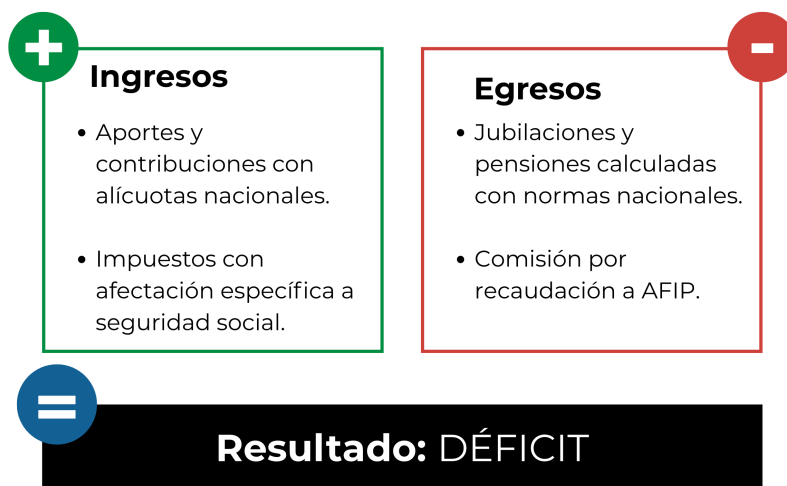 +
Ingresos
• Aportes y
contribuciones con
alícuotas nacionales.
• Impuestos con
afectación específica a
seguridad social.
-
Egresos
• Jubilaciones y
pensiones calculadas
con normas nacionales.
• Comisión por
recaudación a AFIP.
=
Resultado: DÉFICIT